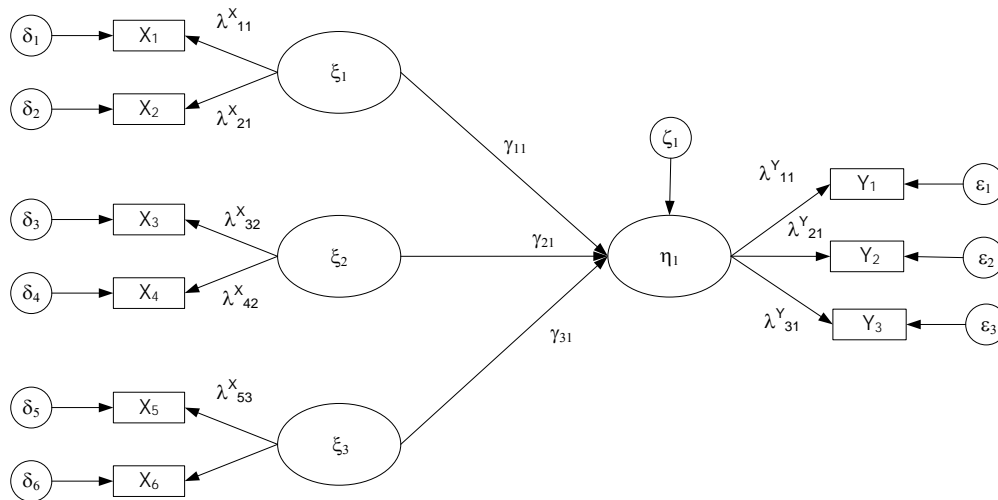 δ1 X1 λX11
δ2 X2 λX21
ξ1
γ11
δ3 X3 λX32
δ4 X4 λX42
ξ2
γ21
δ5 X5 λX53
δ6 X6
ξ3
γ31
ζ1
η1
λY11 Y1 ε1
λY21 Y2 ε2
λY31 Y3 ε3